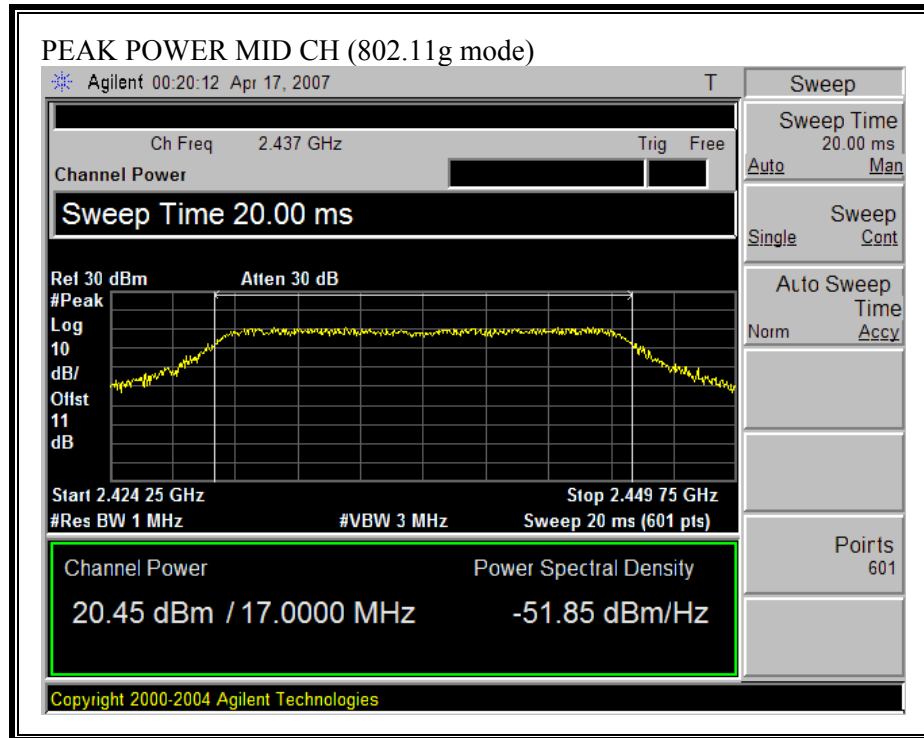 PEAK POWER MID CH (802.11g mode)
Agilent 00:20:12 Apr 17, 2007 T
Sweep
Ch Freq 2.437 GHz Trig Free
Channel Power
Sweep Time 20.00 ms
Ref 30 dBm Atten 30 dB
#Peak
Log
10
dB/
Offst
11
dB
Start 2.424 25 GHz Stop 2.449 75 GHz
#Res BW 1 MHz #VBW 3 MHz Sweep 20 ms (601 pts)
Channel Power Power Spectral Density
20.45 dBm / 17.0000 MHz -51.85 dBm/Hz
Copyright 2000-2004 Agilent Technologies
Sweep Time
20.00 ms
Auto Man
Sweep
Single Cont
Auto Sweep
Time
Norm Accy
Points
601